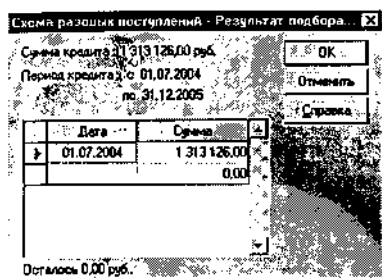 Схема разовых поступлений - Результат подбора...
Сумма кредита: 1 313 126,00 руб.
Период кредита: с 01.07.2004
по 31.12.2005
OK
Отменить
Справка
Дата Сумма
01.07.2004 1 313 126,00
0,00
Осталось 0,00 руб.